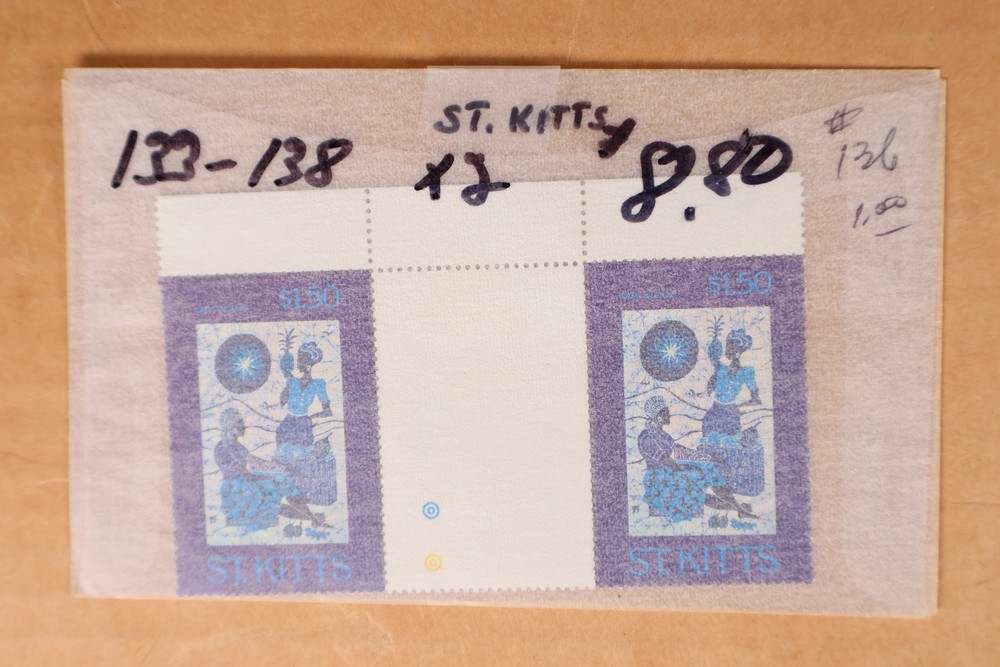 ST. KITTS
133-138 x2 8.80
#
136
1.00
$1.50 $1.50
ST. KITTS ST. KITTS